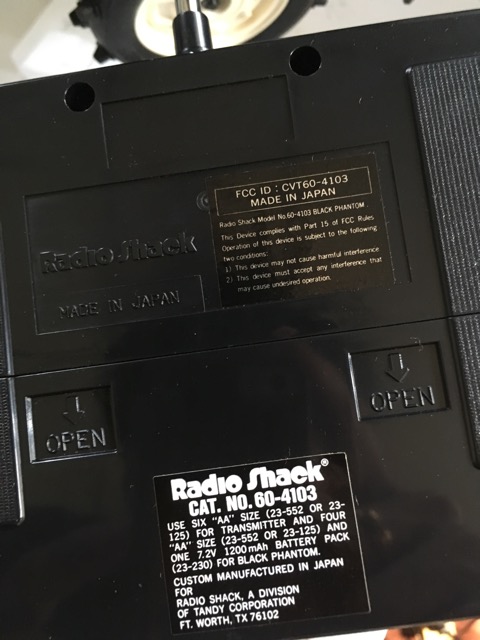 FCC ID : CVT60-4103
MADE IN JAPAN
Radio Shack Model No.60-4103 BLACK PHANTOM.
This Device complies with Part 15 of FCC Rules
Operation of this device is subject to the following
two conditions:
1) This device may not cause harmful interference
2) This device must accept any interference that
may cause undesired operation.
Radio Shack
MADE IN JAPAN
OPEN
OPEN
Radio Shack®
CAT. NO. 60-4103
USE SIX "AA" SIZE (23-552 OR 23-
125) FOR TRANSMITTER AND FOUR
"AA" SIZE (23-552 OR 23-125) AND
ONE 7.2V 1200mAh BATTERY PACK
(23-230) FOR BLACK PHANTOM.
CUSTOM MANUFACTURED IN JAPAN
FOR
RADIO SHACK, A DIVISION
OF TANDY CORPORATION
FT. WORTH, TX 76102